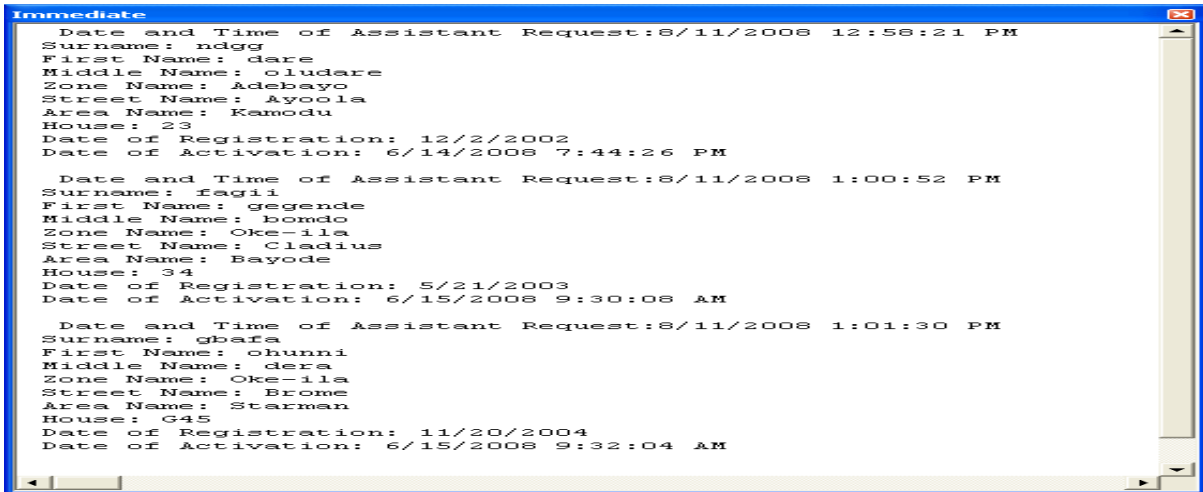 Immediate
Date and Time of Assistant Request:8/11/2008 12:58:21 PM
Surname: ndgg
First Name: dare
Middle Name: oludare
Zone Name: Adebayo
Street Name: Ayoola
Area Name: Kamodu
House: 23
Date of Registration: 12/2/2002
Date of Activation: 6/14/2008 7:44:26 PM
Date and Time of Assistant Request:8/11/2008 1:00:52 PM
Surname: fagii
First Name: gegende
Middle Name: bomdo
Zone Name: Oke-ila
Street Name: Cladius
Area Name: Bayode
House: 34
Date of Registration: 5/21/2003
Date of Activation: 6/15/2008 9:30:08 AM
Date and Time of Assistant Request:8/11/2008 1:01:30 PM
Surname: gbafa
First Name: ohunni
Middle Name: dera
Zone Name: Oke-ila
Street Name: Brome
Area Name: Starman
House: G45
Date of Registration: 11/20/2004
Date of Activation: 6/15/2008 9:32:04 AM